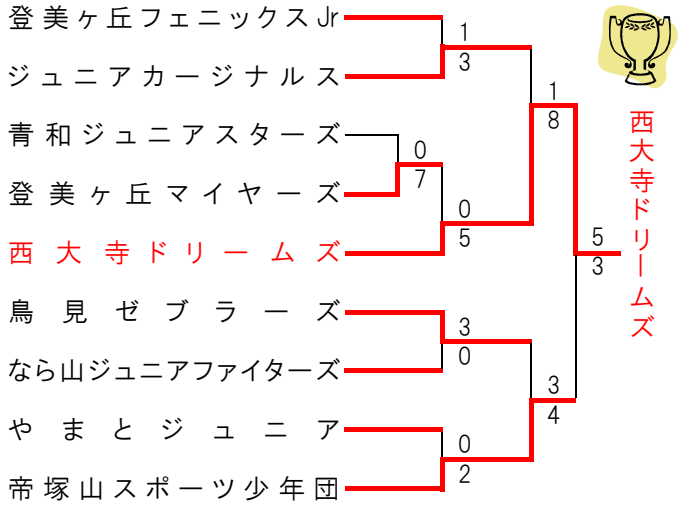 登美ヶ丘フェニックスJr
ジュニアカージナルス
青和ジュニアスターズ
登美ヶ丘マイヤーズ
西大寺ドリームズ
鳥見ゼブラーズ
なら山ジュニアファイターズ
やまとジュニア
帝塚山スポーツ少年団
1
3
0
7
0
5
1
8
3
0
0
2
3
4
5
3
西大寺ドリームズ